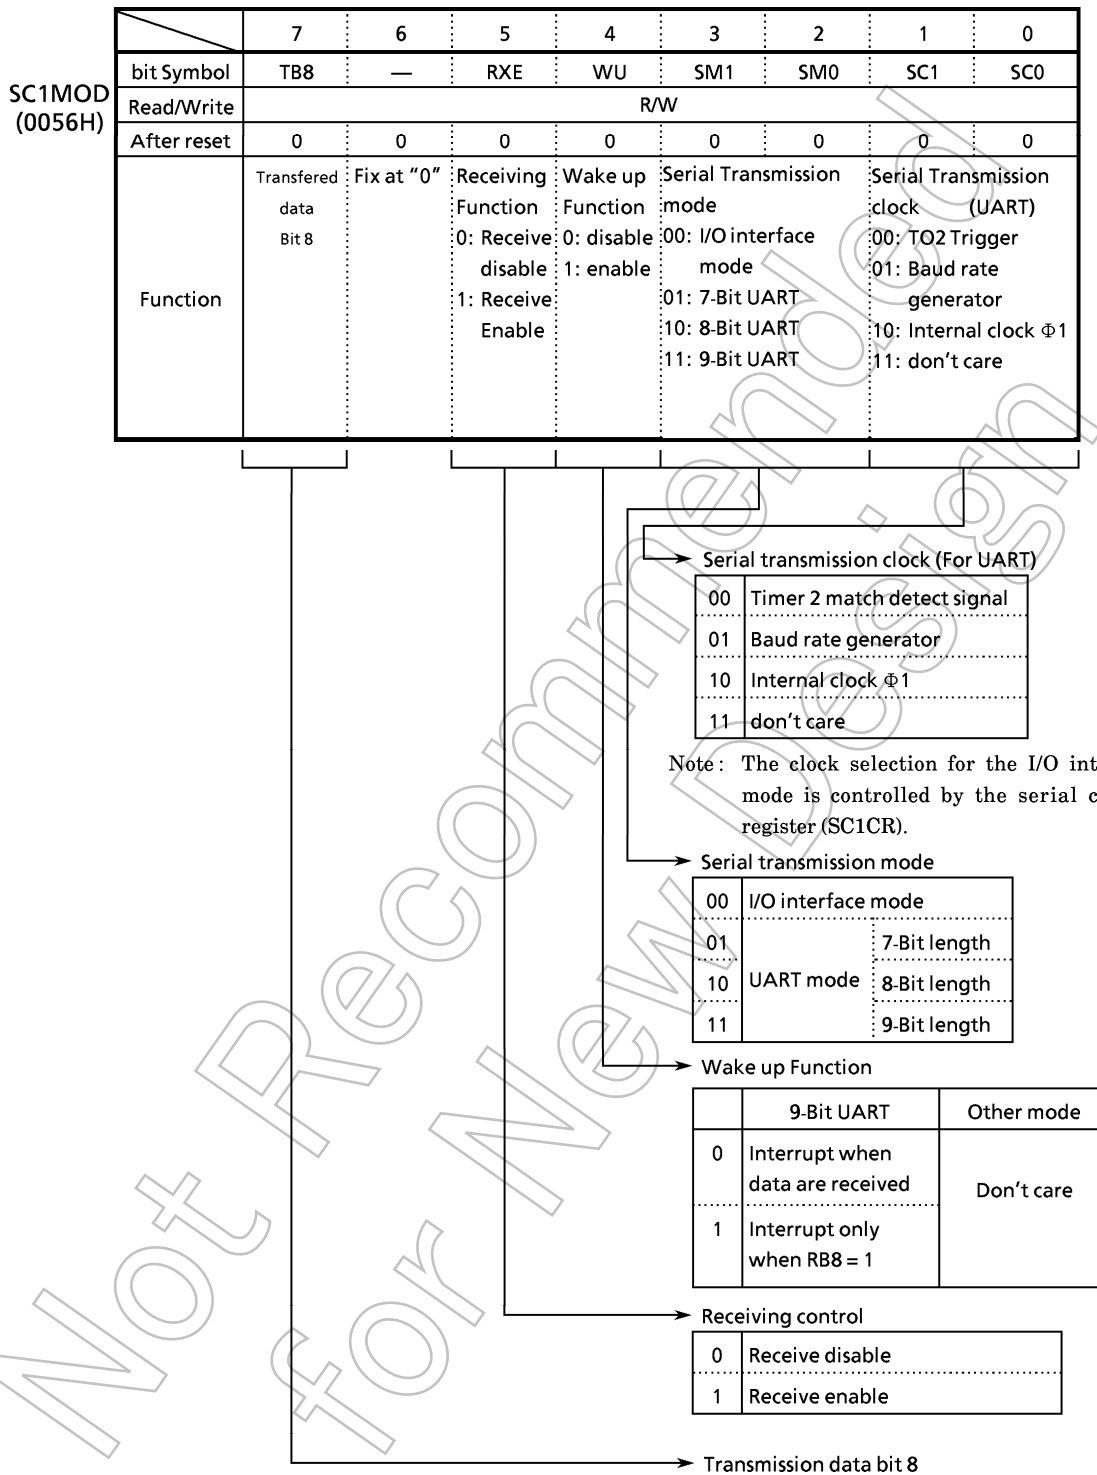 7 6 5 4 3 2 1 0
bit Symbol TB8 — RXE WU SM1 SM0 SC1 SC0
SC1MOD
(0056H)
Read/Write R/W
After reset 0 0 0 0 0 0 0 0
Function
Transfered
data
Bit 8
Fix at “0”
Receiving
Function
0: Receive
disable
1: Receive
Enable
Wake up
Function
0: disable
1: enable
Serial Transmission
mode
00: I/O interface
mode
01: 7-Bit UART
10: 8-Bit UART
11: 9-Bit UART
Serial Transmission
clock (UART)
00: TO2 Trigger
01: Baud rate
generator
10: Internal clock Φ1
11: don't care
Serial transmission clock (For UART)
00 Timer 2 match detect signal
01 Baud rate generator
10 Internal clock Φ1
11 don't care
Note : The clock selection for the I/O int
mode is controlled by the serial c
register (SC1CR).
Serial transmission mode
00 I/O interface mode
01 7-Bit length
10 UART mode 8-Bit length
11 9-Bit length
Wake up Function
9-Bit UART Other mode
0 Interrupt when
data are received
Don't care
1 Interrupt only
when RB8 = 1
Receiving control
0 Receive disable
1 Receive enable
Transmission data bit 8
Not Recommended
for New Design